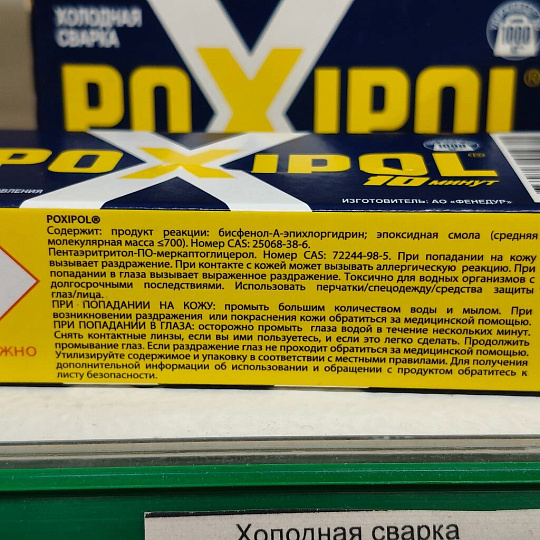 ХОЛОДНАЯ
СВАРКА
1000
POXIPOL®
POXIPOL
1000
10 минут
ИЗГОТОВИТЕЛЬ: АО «ФЕНЕДУР»
POXIPOL®
Содержит: продукт реакции: бисфенол-А-эпихлоргидрин; эпоксидная смола (средняя
молекулярная масса ≤700). Номер CAS: 25068-38-6.
Пентаэритритол-ПО-меркаптоглицерол. Номер CAS: 72244-98-5. При попадании на кожу
вызывает раздражение. При контакте с кожей может вызывать аллергическую реакцию. При
попадании в глаза вызывает выраженное раздражение. Токсично для водных организмов с
долгосрочными последствиями. Использовать перчатки/спецодежду/средства защиты
глаз/лица.
ПРИ ПОПАДАНИИ НА КОЖУ: промыть большим количеством воды и мылом. При
возникновении раздражения или покраснения кожи обратиться за медицинской помощью.
ПРИ ПОПАДАНИИ В ГЛАЗА: осторожно промыть глаза водой в течение нескольких минут.
Снять контактные линзы, если вы ими пользуетесь, и если это легко сделать. Продолжить
промывание глаз. Если раздражение глаз не проходит обратиться за медицинской помощью.
Утилизируйте содержимое и упаковку в соответствии с местными правилами. Для получения
дополнительной информации об использовании и обращении с продуктом обратитесь к
листу безопасности.
Холодная сварка